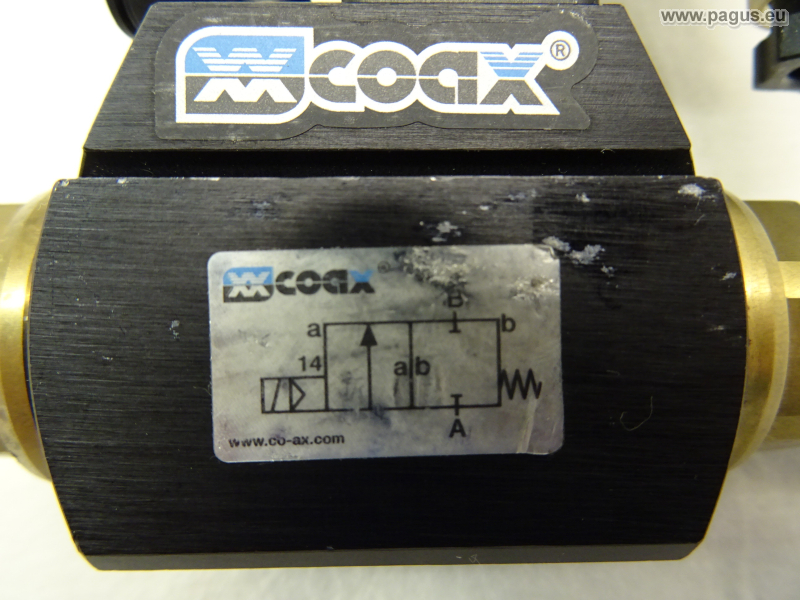 www.pagus.eu
coax®
coax®
B
a b
14 a b
A
www.co-ax.com